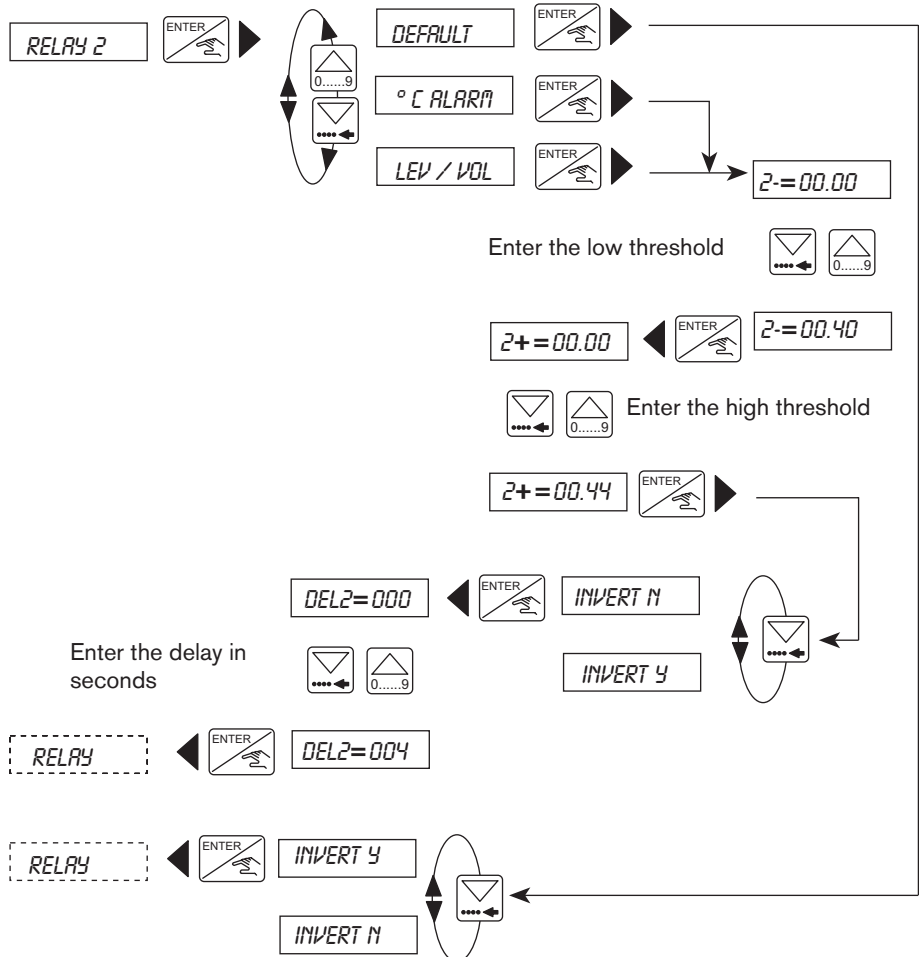 RELAY 2
ENTER
DEFAULT
ENTER
0......9
°C ALARM
ENTER
LEV / VOL
ENTER
2-=00.00
Enter the low threshold
0......9
2+=00.00
ENTER
2-=00.40
0......9
Enter the high threshold
2+=00.44
ENTER
DEL2=000
ENTER
INVERT N
INVERT Y
Enter the delay in
seconds
0......9
RELAY
ENTER
DEL2=004
RELAY
ENTER
INVERT Y
INVERT N